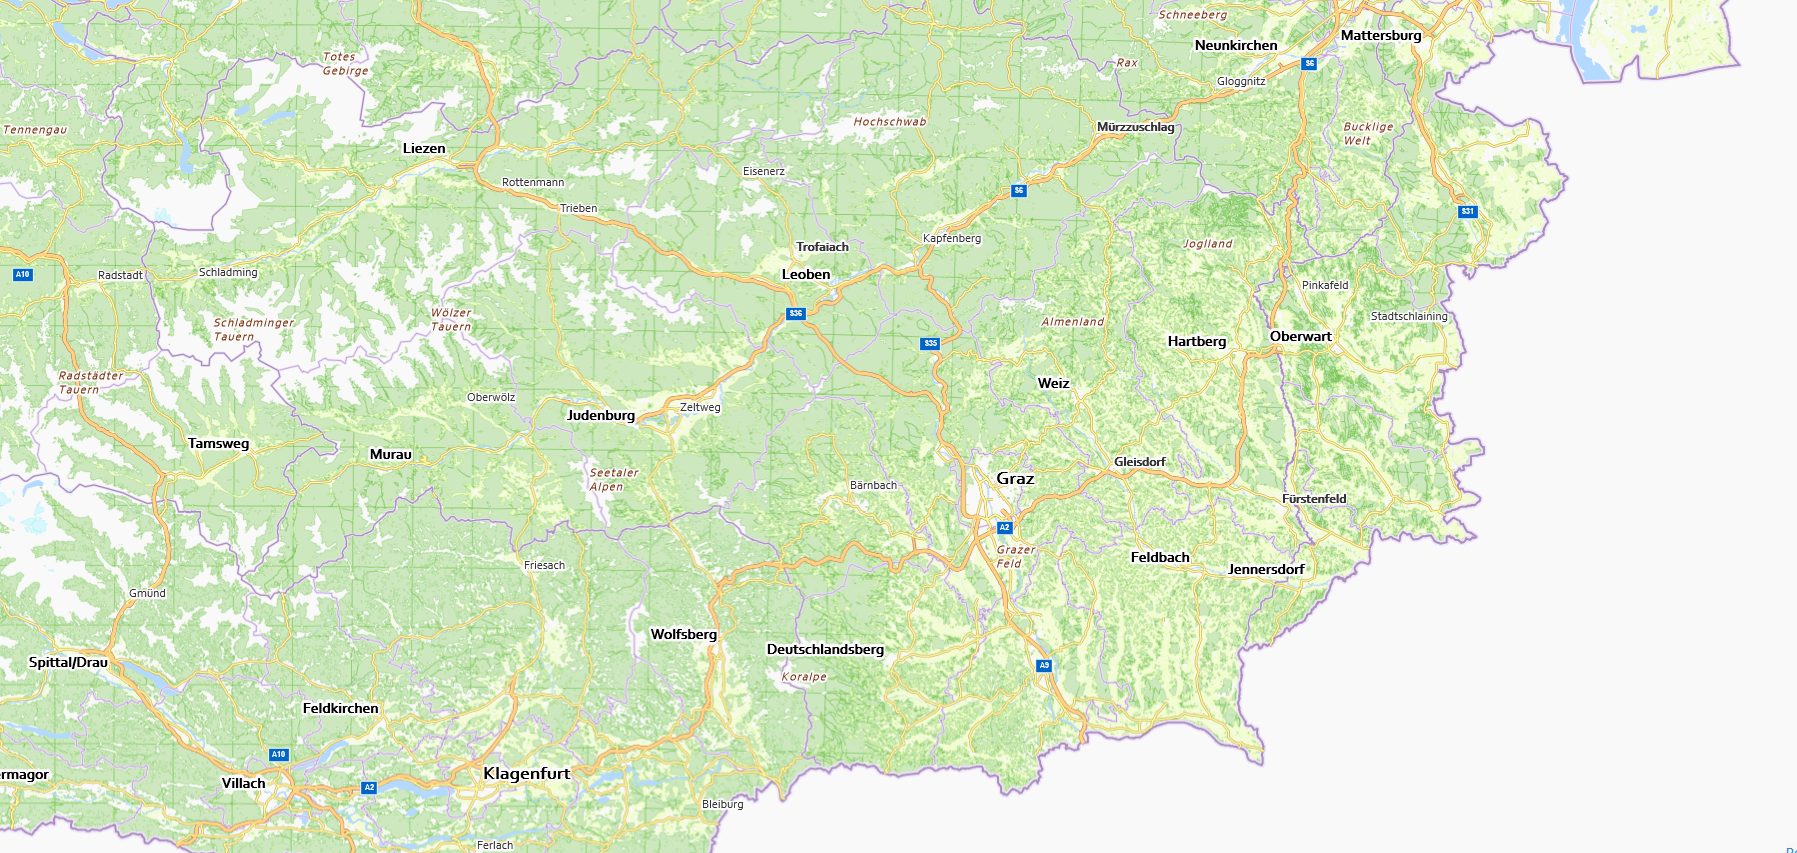 Schneeberg
Mattersburg
Neunkirchen
Totes
Gebirge
Rax
S6
Gloggnitz
Hochschwab
Tennengau
Mürzzuschlag
Bucklige
Welt
Liezen
Eisenerz
Rottenmann
S6
Trieben
S31
Kapfenberg
Trofaiach
Joglland
A10
Radstadt
Schladming
Leoben
Pinkafeld
Wölzer
Tauern
S36
Stadtschlaining
Schladminger
Tauern
Almenland
S35
Hartberg
Oberwart
Radstädter
Tauern
Weiz
Oberwölz
Judenburg
Zeltweg
Tamsweg
Murau
Gleisdorf
Seetaler
Alpen
Graz
Bärnbach
Fürstenfeld
A2
Grazer
Feld
Feldbach
Friesach
Jennersdorf
Gmünd
Wolfsberg
Deutschlandsberg
Spittal/Drau
A9
Koralpe
Feldkirchen
A10
ermagor
Villach
Klagenfurt
A2
Bleiburg
Ferlach